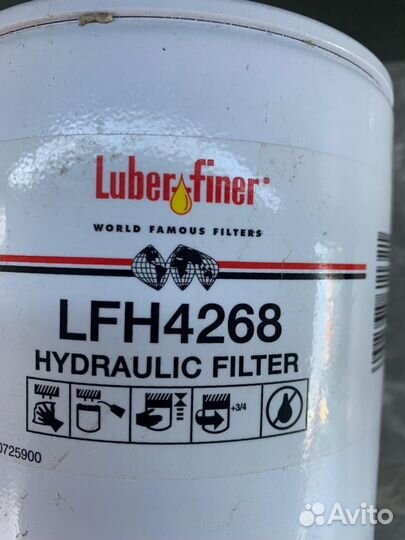 Luber-finer®
WORLD FAMOUS FILTERS
LFH4268
HYDRAULIC FILTER
+3/4
0725900
Avito